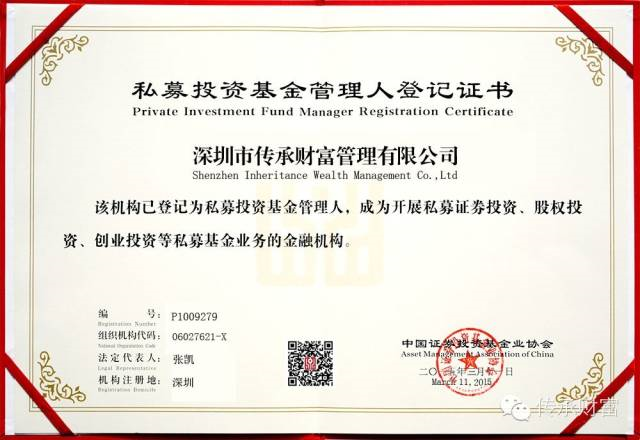 私募投资基金管理人登记证书
Private Investment Fund Manager Registration Certificate
深圳市传承财富管理有限公司
Shenzhen Inheritance Wealth Management Co.,Ltd
该机构已登记为私募投资基金管理人，成为开展私募证券投资、股权投
资、创业投资等私募基金业务的金融机构。
编 号： P1009279
Registration Number
组织机构代码： 06027621-X
National Organization Code
法定代表人： 张凯
Legal Representative
机构注册地： 深圳
Registration Domicile
中国证券投资基金业协会
Asset Management Association of China
二〇 年三月 日
March 11, 2015
传承财富